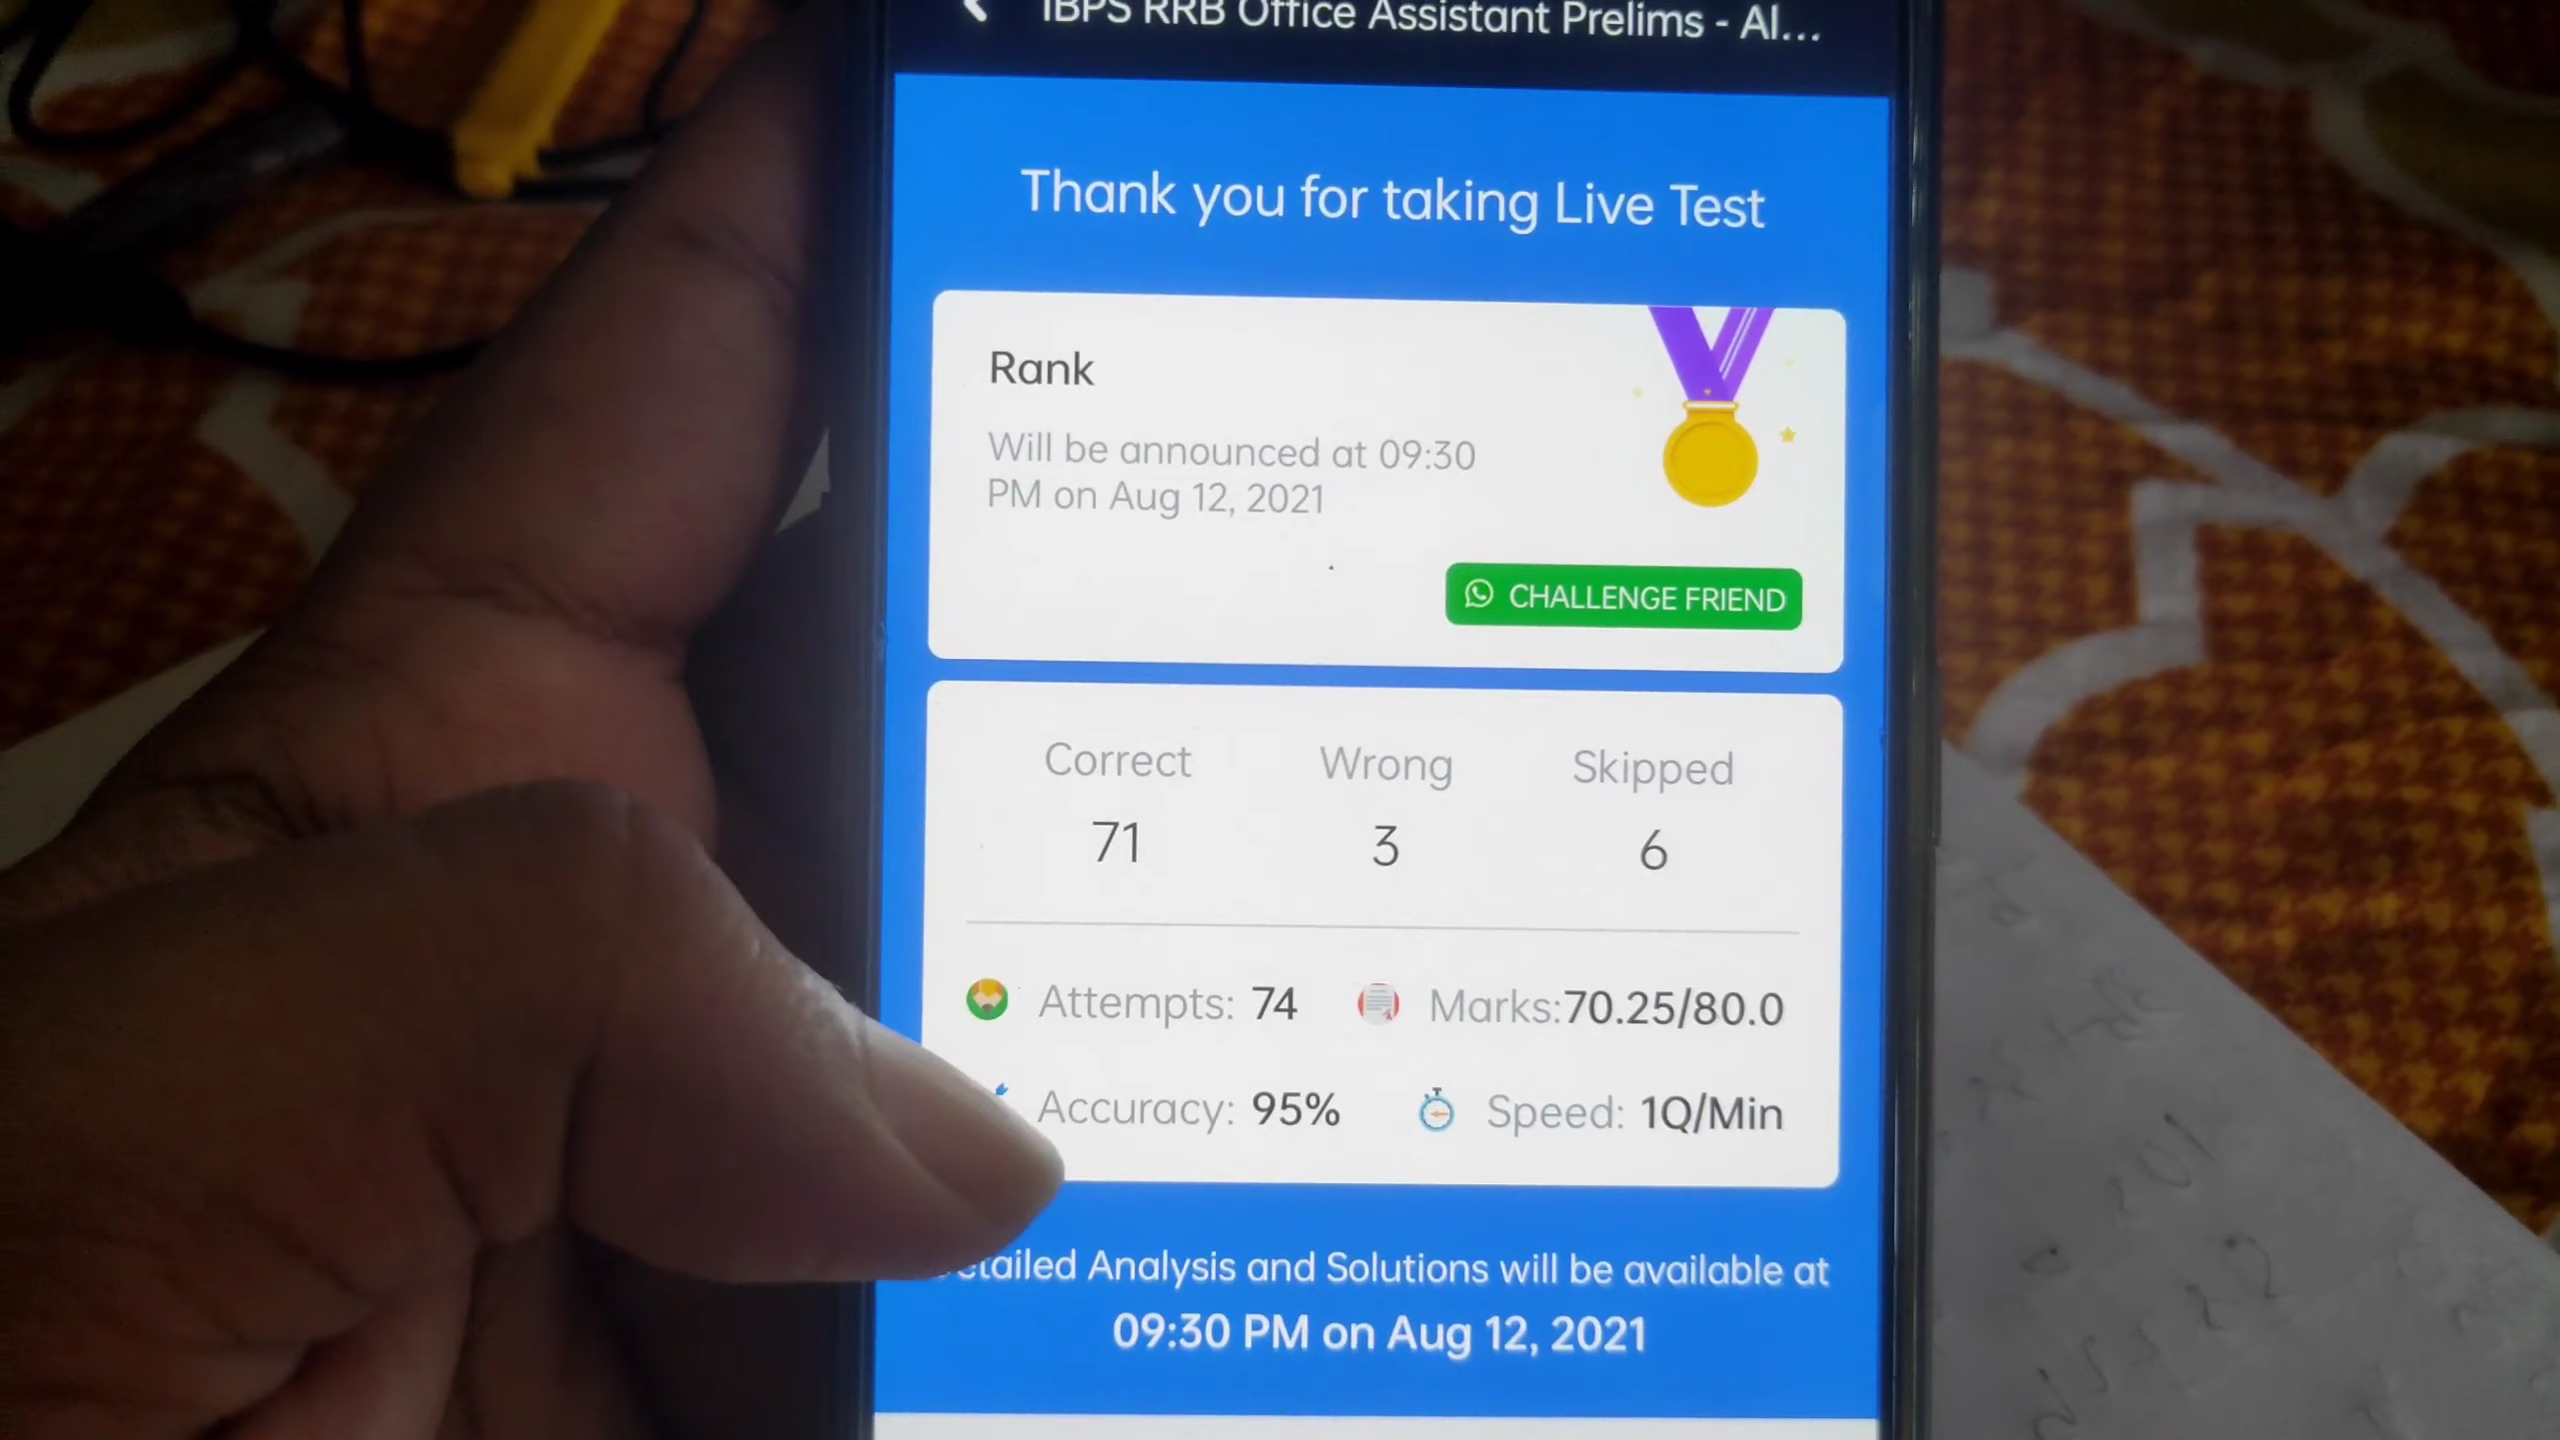 IBPS RRB Office Assistant Prelims - Al...
Thank you for taking Live Test
Rank
Will be announced at 09:30
PM on Aug 12, 2021
CHALLENGE FRIEND
Correct Wrong Skipped
71 3 6
Attempts: 74 Marks:70.25/80.0
Accuracy: 95% Speed: 1Q/Min
etailed Analysis and Solutions will be available at
09:30 PM on Aug 12, 2021